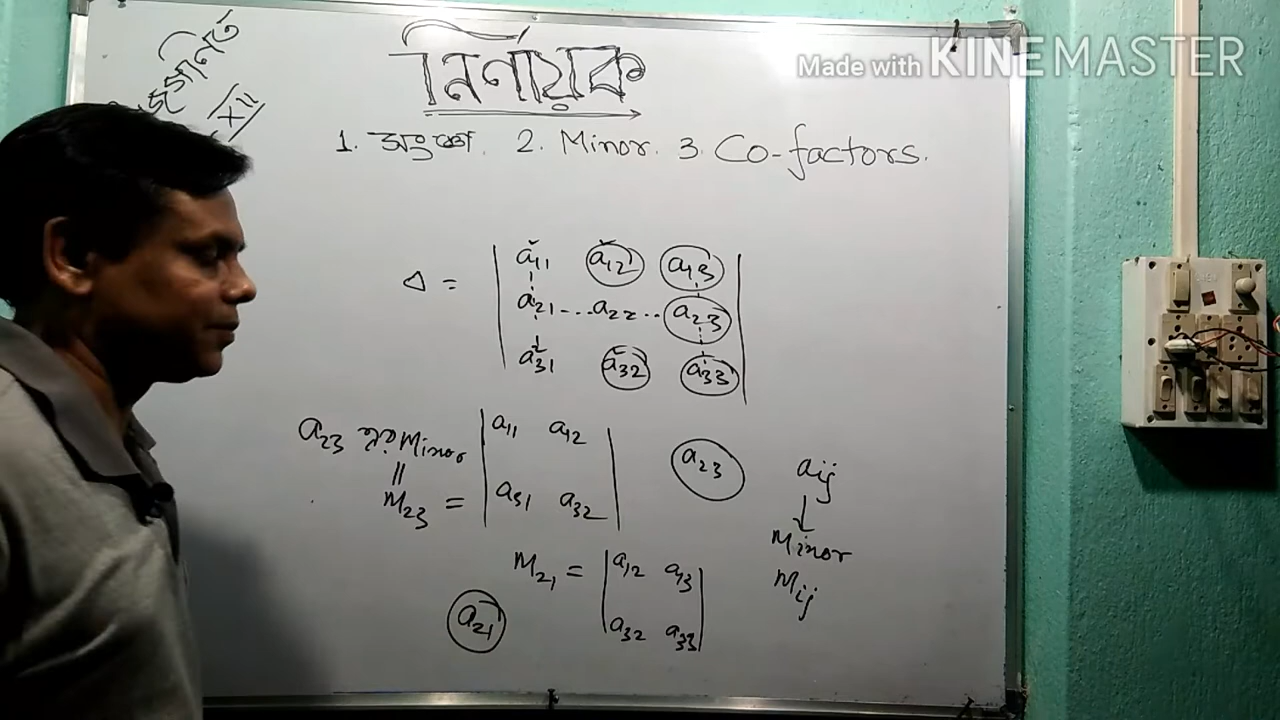 Made with KINEMASTER
নির্ণায়ক
XII
1. 2. Minor. 3. Co-factors.
Δ =
a11 a12 a13
a21 ... a22 .. a23
a31 a32 a33
a23 এর Minor
a11 a12
a23
aij
M23 =
a31 a32
Minor
M21 =
a12 a13
Mij
a21
a32 a33